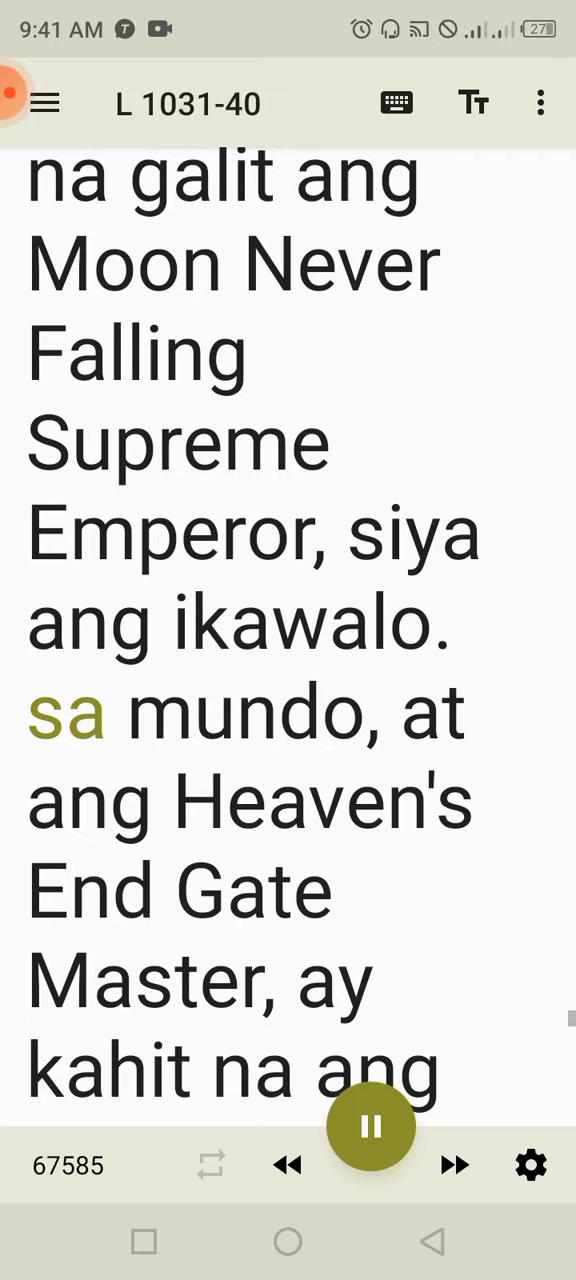 9:41 AM
27
L 1031-40
na galit ang
Moon Never
Falling
Supreme
Emperor, siya
ang ikawalo.
sa mundo, at
ang Heaven's
End Gate
Master, ay
kahit na ang
67585